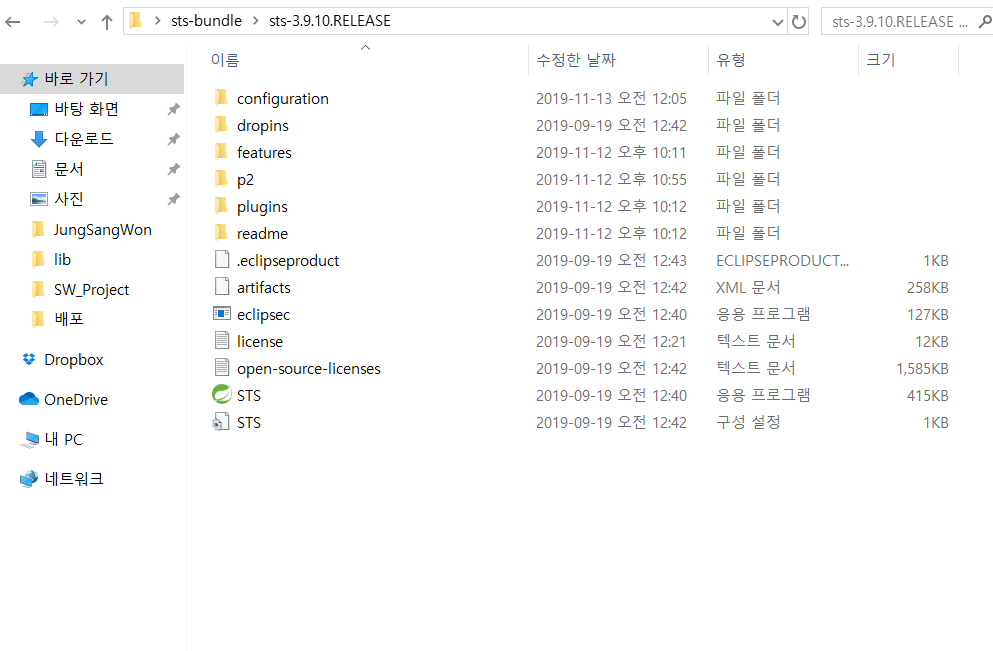 sts-bundle > sts-3.9.10.RELEASE
sts-3.9.10.RELEASE ...
이름 수정한 날짜 유형 크기
바로 가기
바탕 화면
다운로드
문서
사진
JungSangWon
lib
SW_Project
배포
Dropbox
OneDrive
내 PC
네트워크
configuration 2019-11-13 오전 12:05 파일 폴더
dropins 2019-09-19 오전 12:42 파일 폴더
features 2019-11-12 오후 10:11 파일 폴더
p2 2019-11-12 오후 10:55 파일 폴더
plugins 2019-11-12 오후 10:12 파일 폴더
readme 2019-11-12 오후 10:12 파일 폴더
.eclipseproduct 2019-09-19 오전 12:43 ECLIPSEPRODUCT... 1KB
artifacts 2019-09-19 오전 12:42 XML 문서 258KB
eclipsec 2019-09-19 오전 12:40 응용 프로그램 127KB
license 2019-09-19 오전 12:21 텍스트 문서 12KB
open-source-licenses 2019-09-19 오전 12:42 텍스트 문서 1,585KB
STS 2019-09-19 오전 12:40 응용 프로그램 415KB
STS 2019-09-19 오전 12:42 구성 설정 1KB